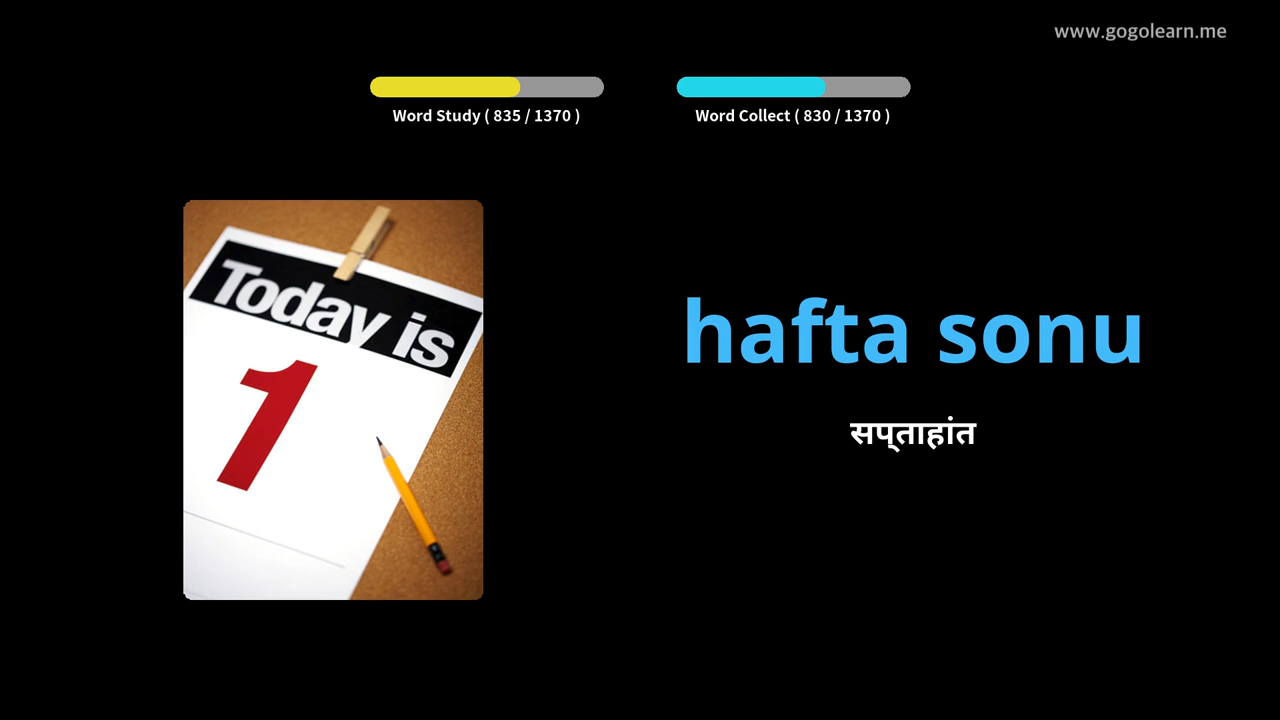 www.gogolearn.me
Word Study ( 835 / 1370 )
Word Collect ( 830 / 1370 )
Today is
1
hafta sonu
सप्ताहांत